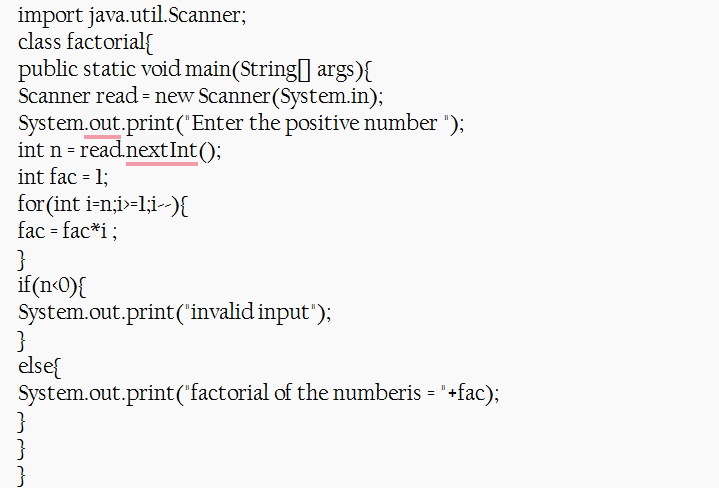 import java.util.Scanner;
class factorial{
public static void main(String[] args){
Scanner read = new Scanner(System.in);
System.out.print("Enter the positive number ");
int n = read.nextInt();
int fac = 1;
for(int i=n;i>=1;i--){
fac = fac*i ;
}
if(n<0){
System.out.print("invalid input");
}
else{
System.out.print("factorial of the numberis = "+fac);
}
}
}